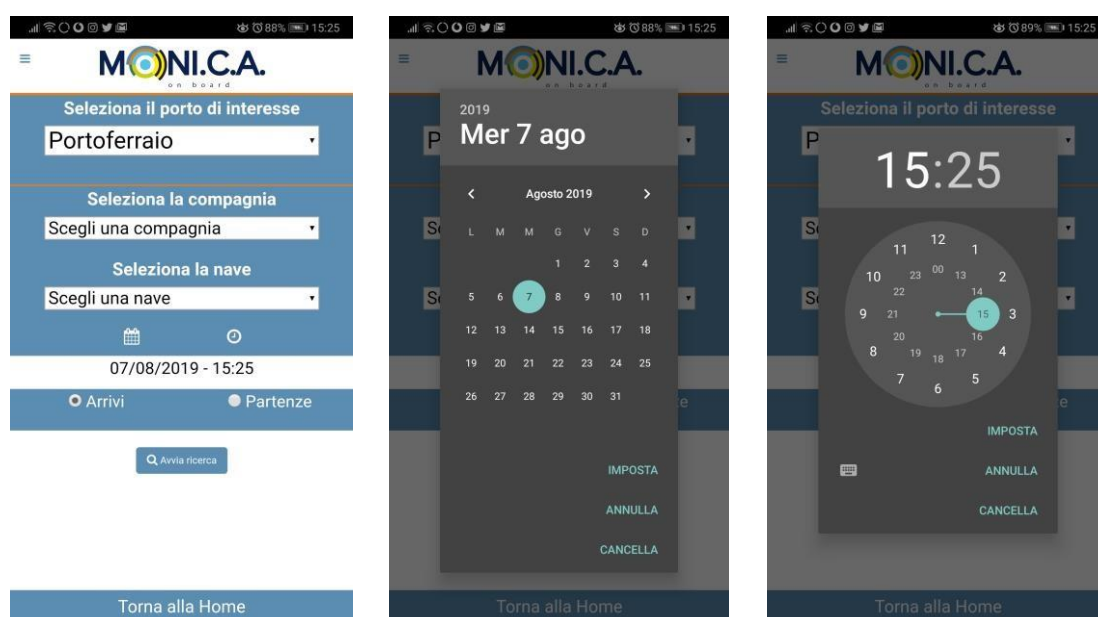 88% 15:25
MONI.C.A.
on board
Seleziona il porto di interesse
Portoferraio
Seleziona la compagnia
Scegli una compagnia
Seleziona la nave
Scegli una nave
07/08/2019 - 15:25
Arrivi Partenze
Avvia ricerca
Torna alla Home
88% 15:25
MONI.C.A.
on board
P
2019
Mer 7 ago
Agosto 2019
L M M G V S D
1 2 3 4
5 6 7 8 9 10 11
12 13 14 15 16 17 18
19 20 21 22 23 24 25
26 27 28 29 30 31
IMPOSTA
ANNULLA
CANCELLA
Torna alla Home
89% 15:25
MONI.C.A.
on board
Seleziona il porto di interesse
P
15:25
12
11 1
00
23 13
10 2
22 14
9 21 15 3
20 16
8 4
19 17
18
7 5
6
IMPOSTA
ANNULLA
CANCELLA
Torna alla Home